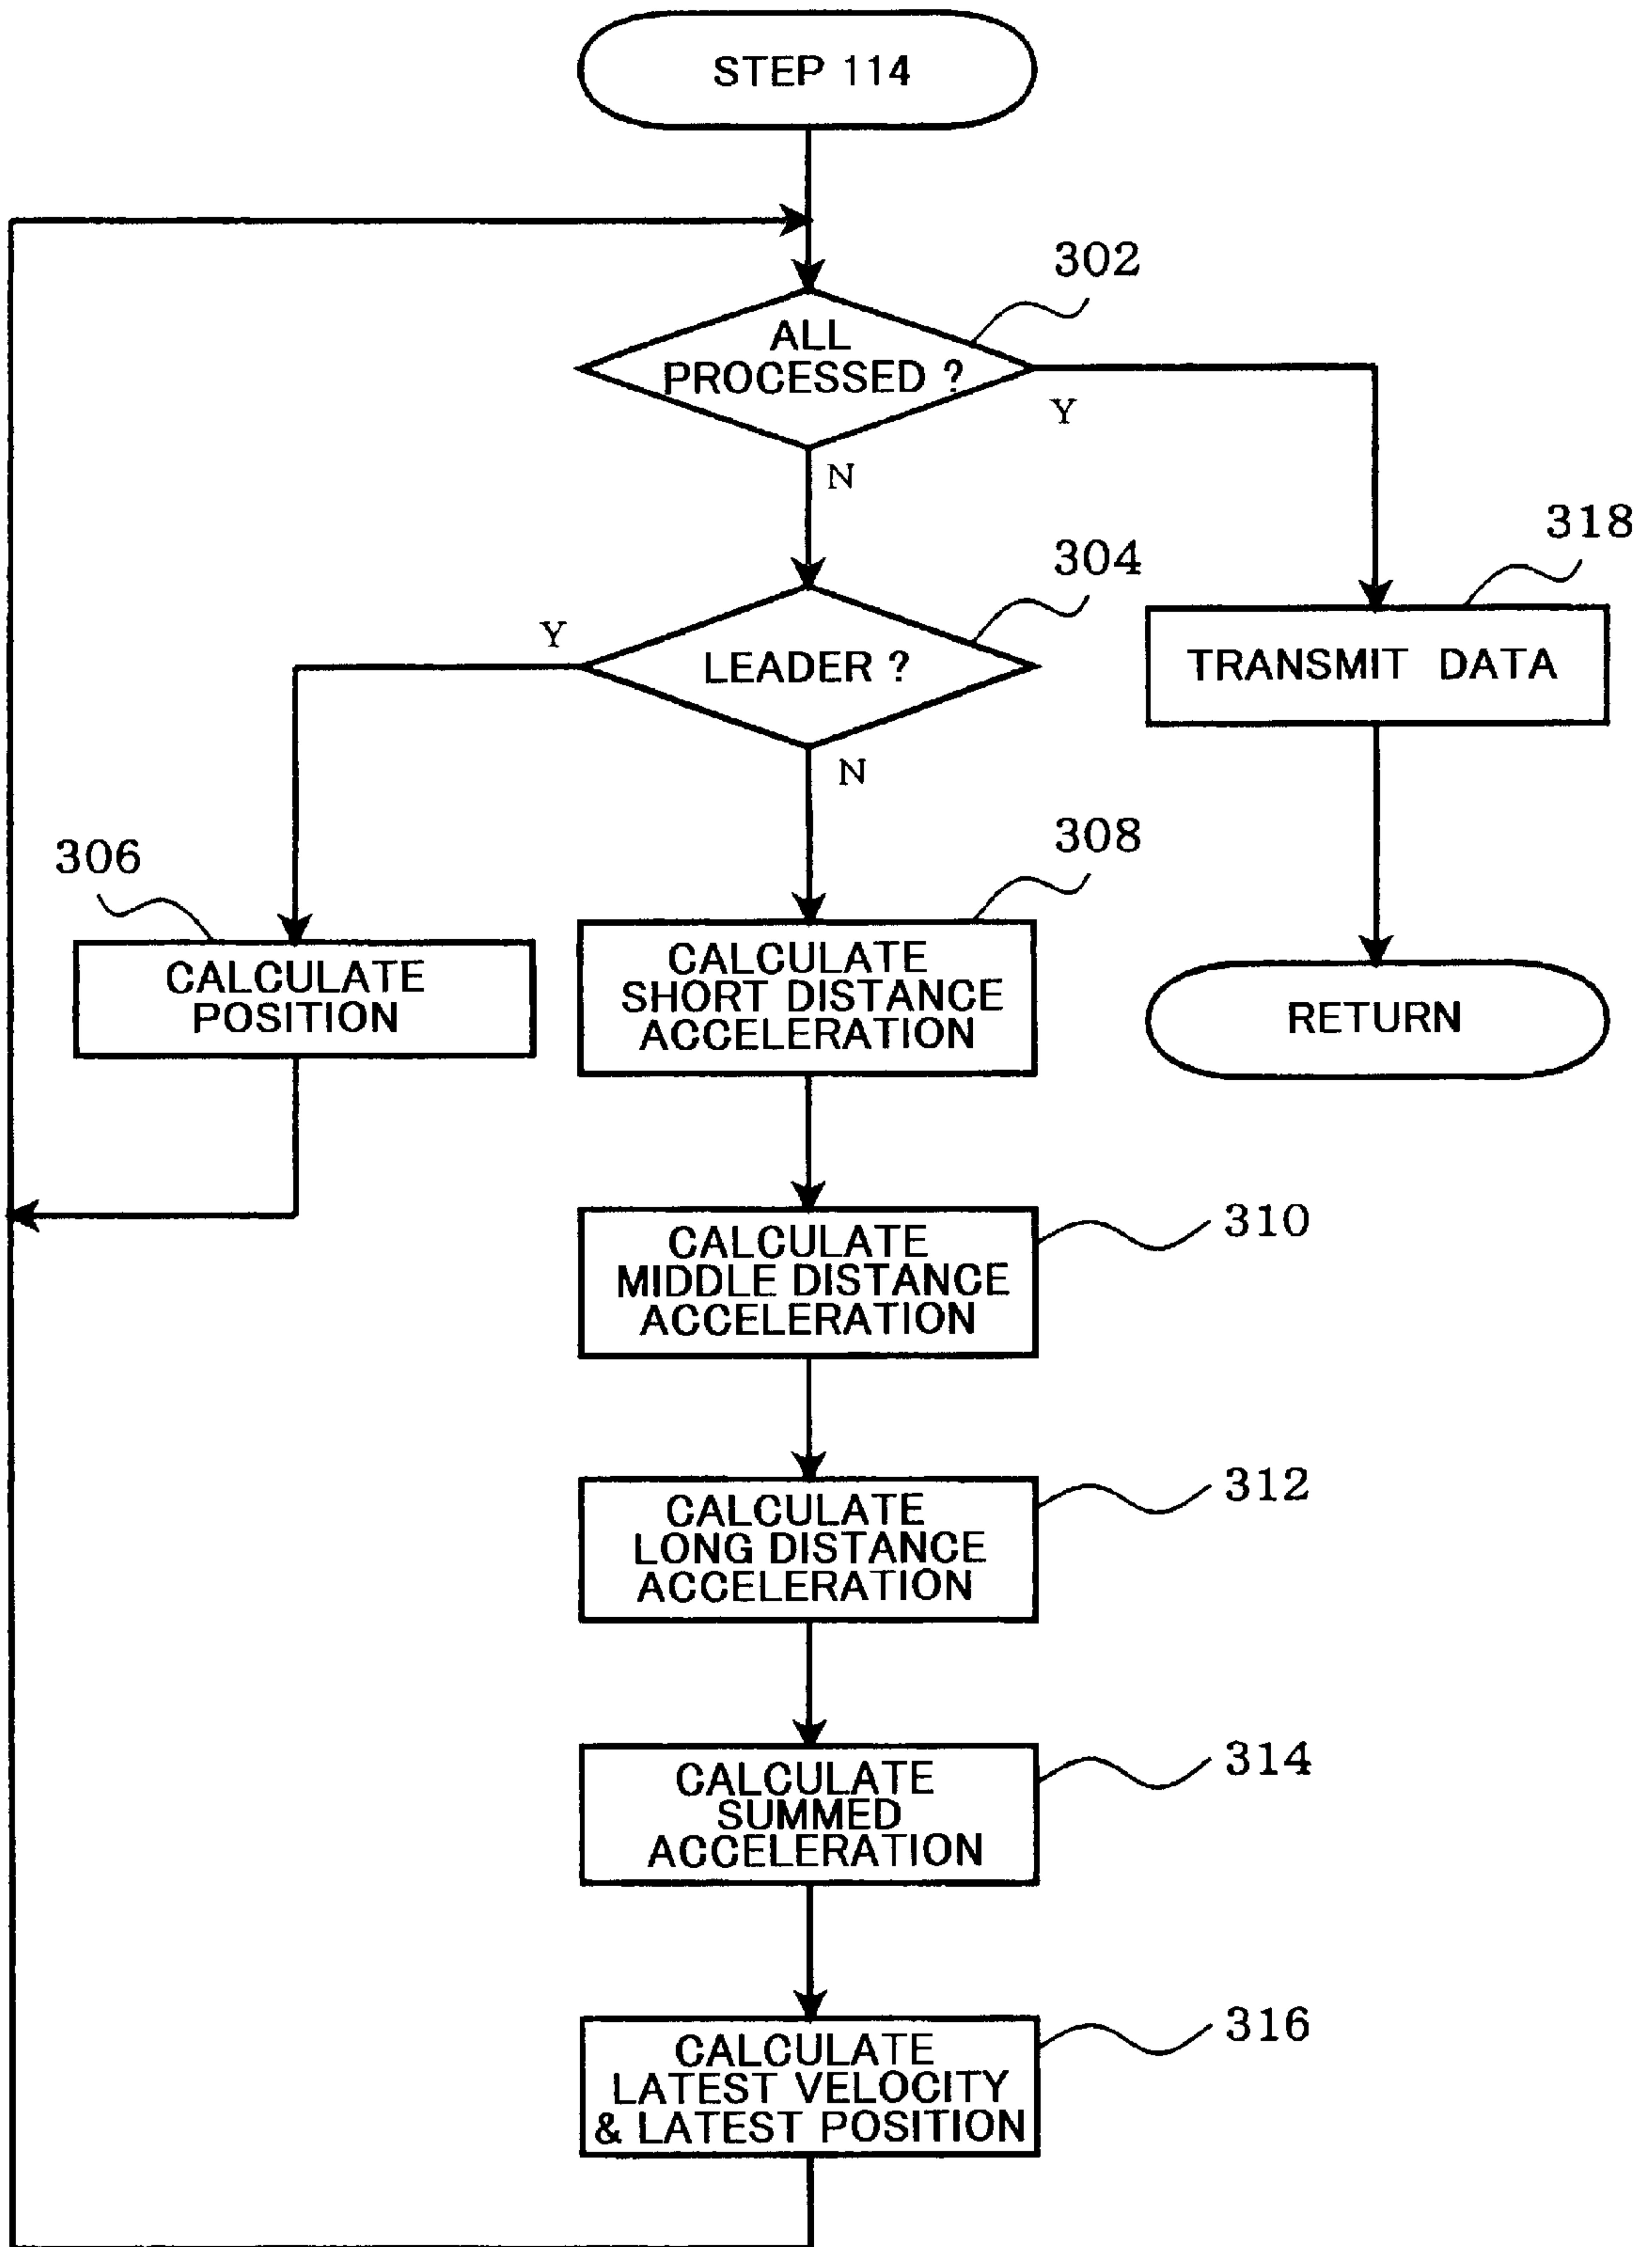 STEP 114
302
ALL
PROCESSED ?
Y
N
318
304
Y
LEADER ?
TRANSMIT DATA
N
308
306
CALCULATE
POSITION
CALCULATE
SHORT DISTANCE
ACCELERATION
RETURN
310
CALCULATE
MIDDLE DISTANCE
ACCELERATION
312
CALCULATE
LONG DISTANCE
ACCELERATION
314
CALCULATE
SUMMED
ACCELERATION
316
CALCULATE
LATEST VELOCITY
& LATEST POSITION